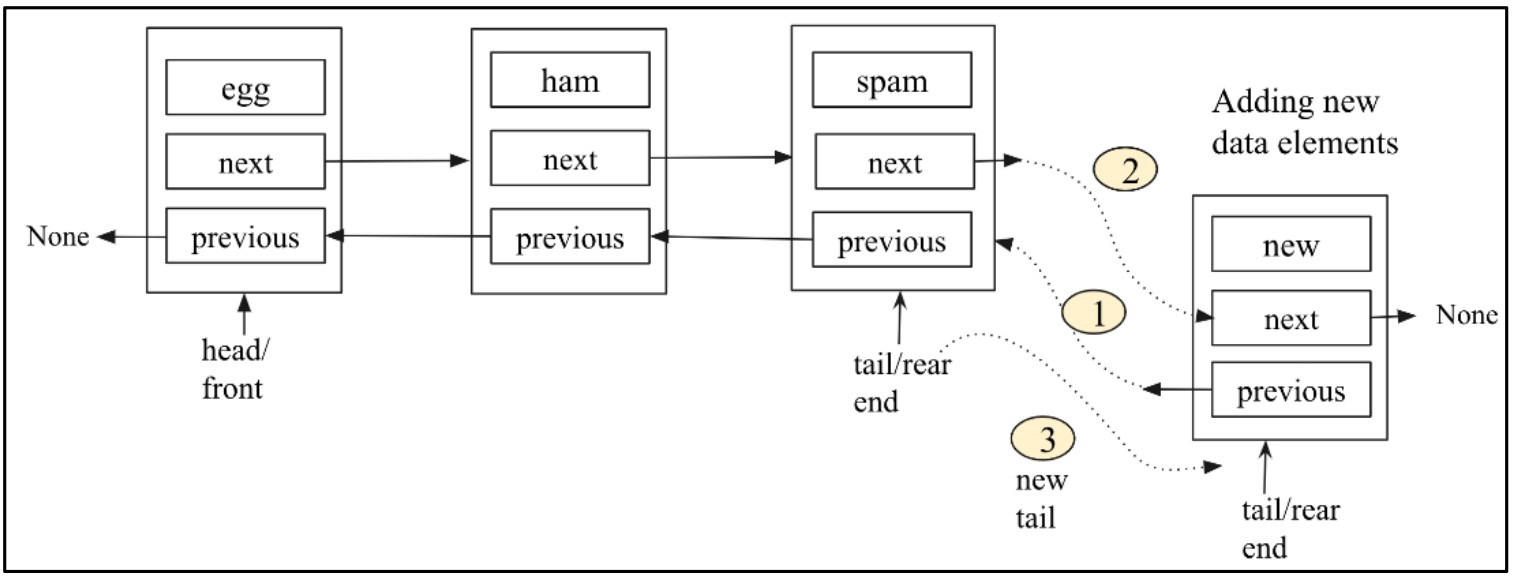 egg
next
previous
None
head/
front
ham
next
previous
spam
next
previous
tail/rear
end
2
1
3
new
tail
Adding new
data elements
new
next
previous
None
tail/rear
end